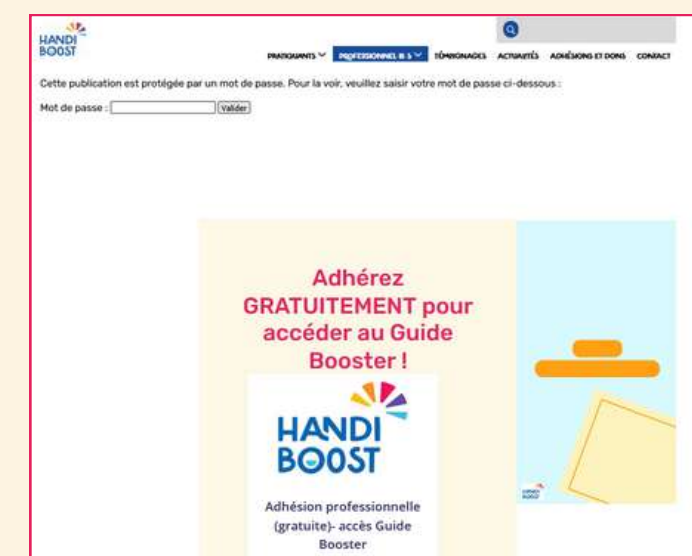 HANDI
BOOST
PRATIQUANTS PROFESSIONNEL·LE·S TÉMOIGNAGES ACTUALITÉS ADHÉSIONS ET DONS CONTACT
Cette publication est protégée par un mot de passe. Pour la voir, veuillez saisir votre mot de passe ci-dessous :
Mot de passe : Valider
Adhérez
GRATUITEMENT pour
accéder au Guide
Booster !
HANDI
BOOST
Adhésion professionnelle
(gratuite)- accès Guide
Booster